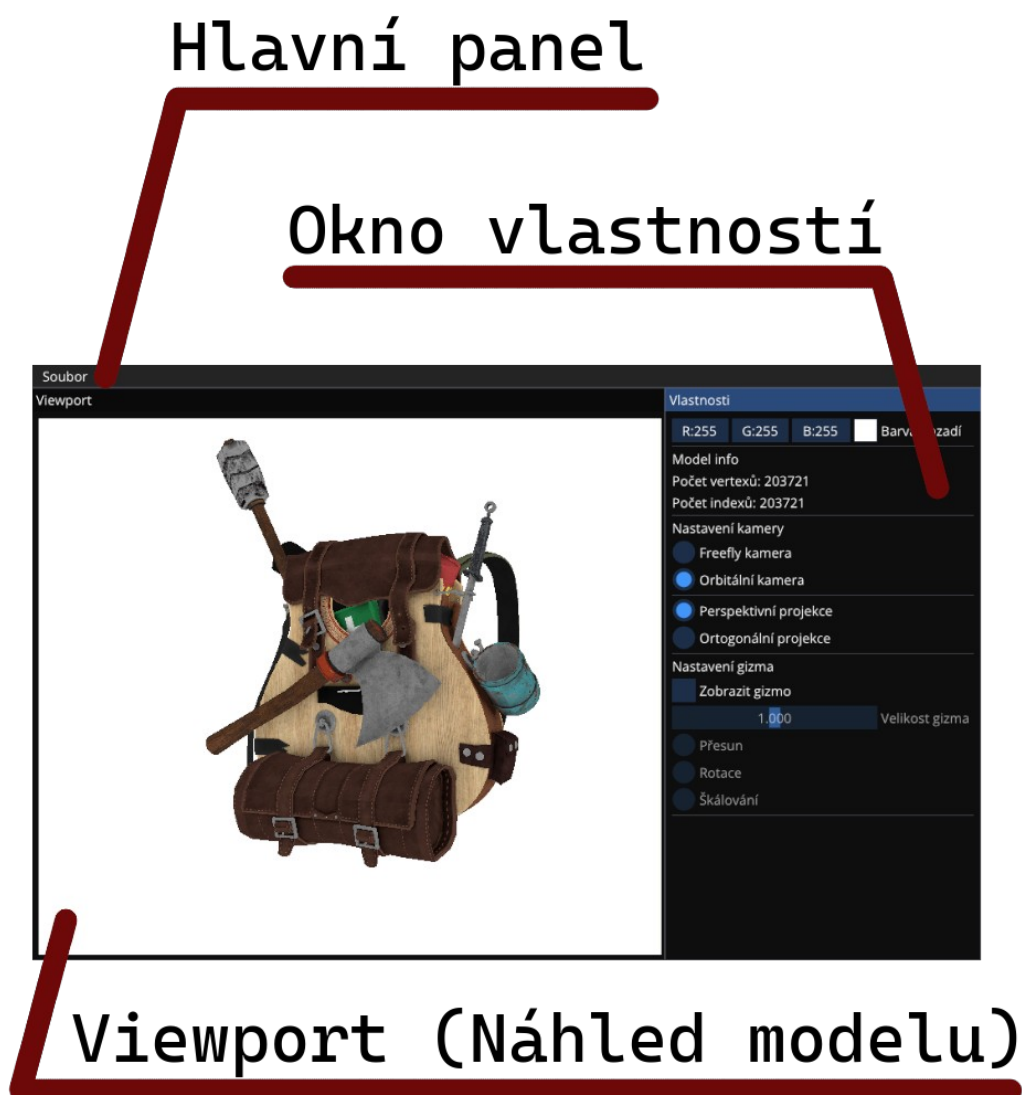 Hlavní panel
Okno vlastností
Soubor
Viewport
Vlastnosti
R:255 G:255 B:255
Model info
Počet vertexů: 203721
Počet indexů: 203721
Nastavení kamery
Freefly kamera
Orbitální kamera
Perspektivní projekce
Ortogonální projekce
Nastavení gizma
Zobrazit gizmo
1.000 Velikost gizma
Přesun
Rotace
Škálování
Viewport (Náhled modelu)